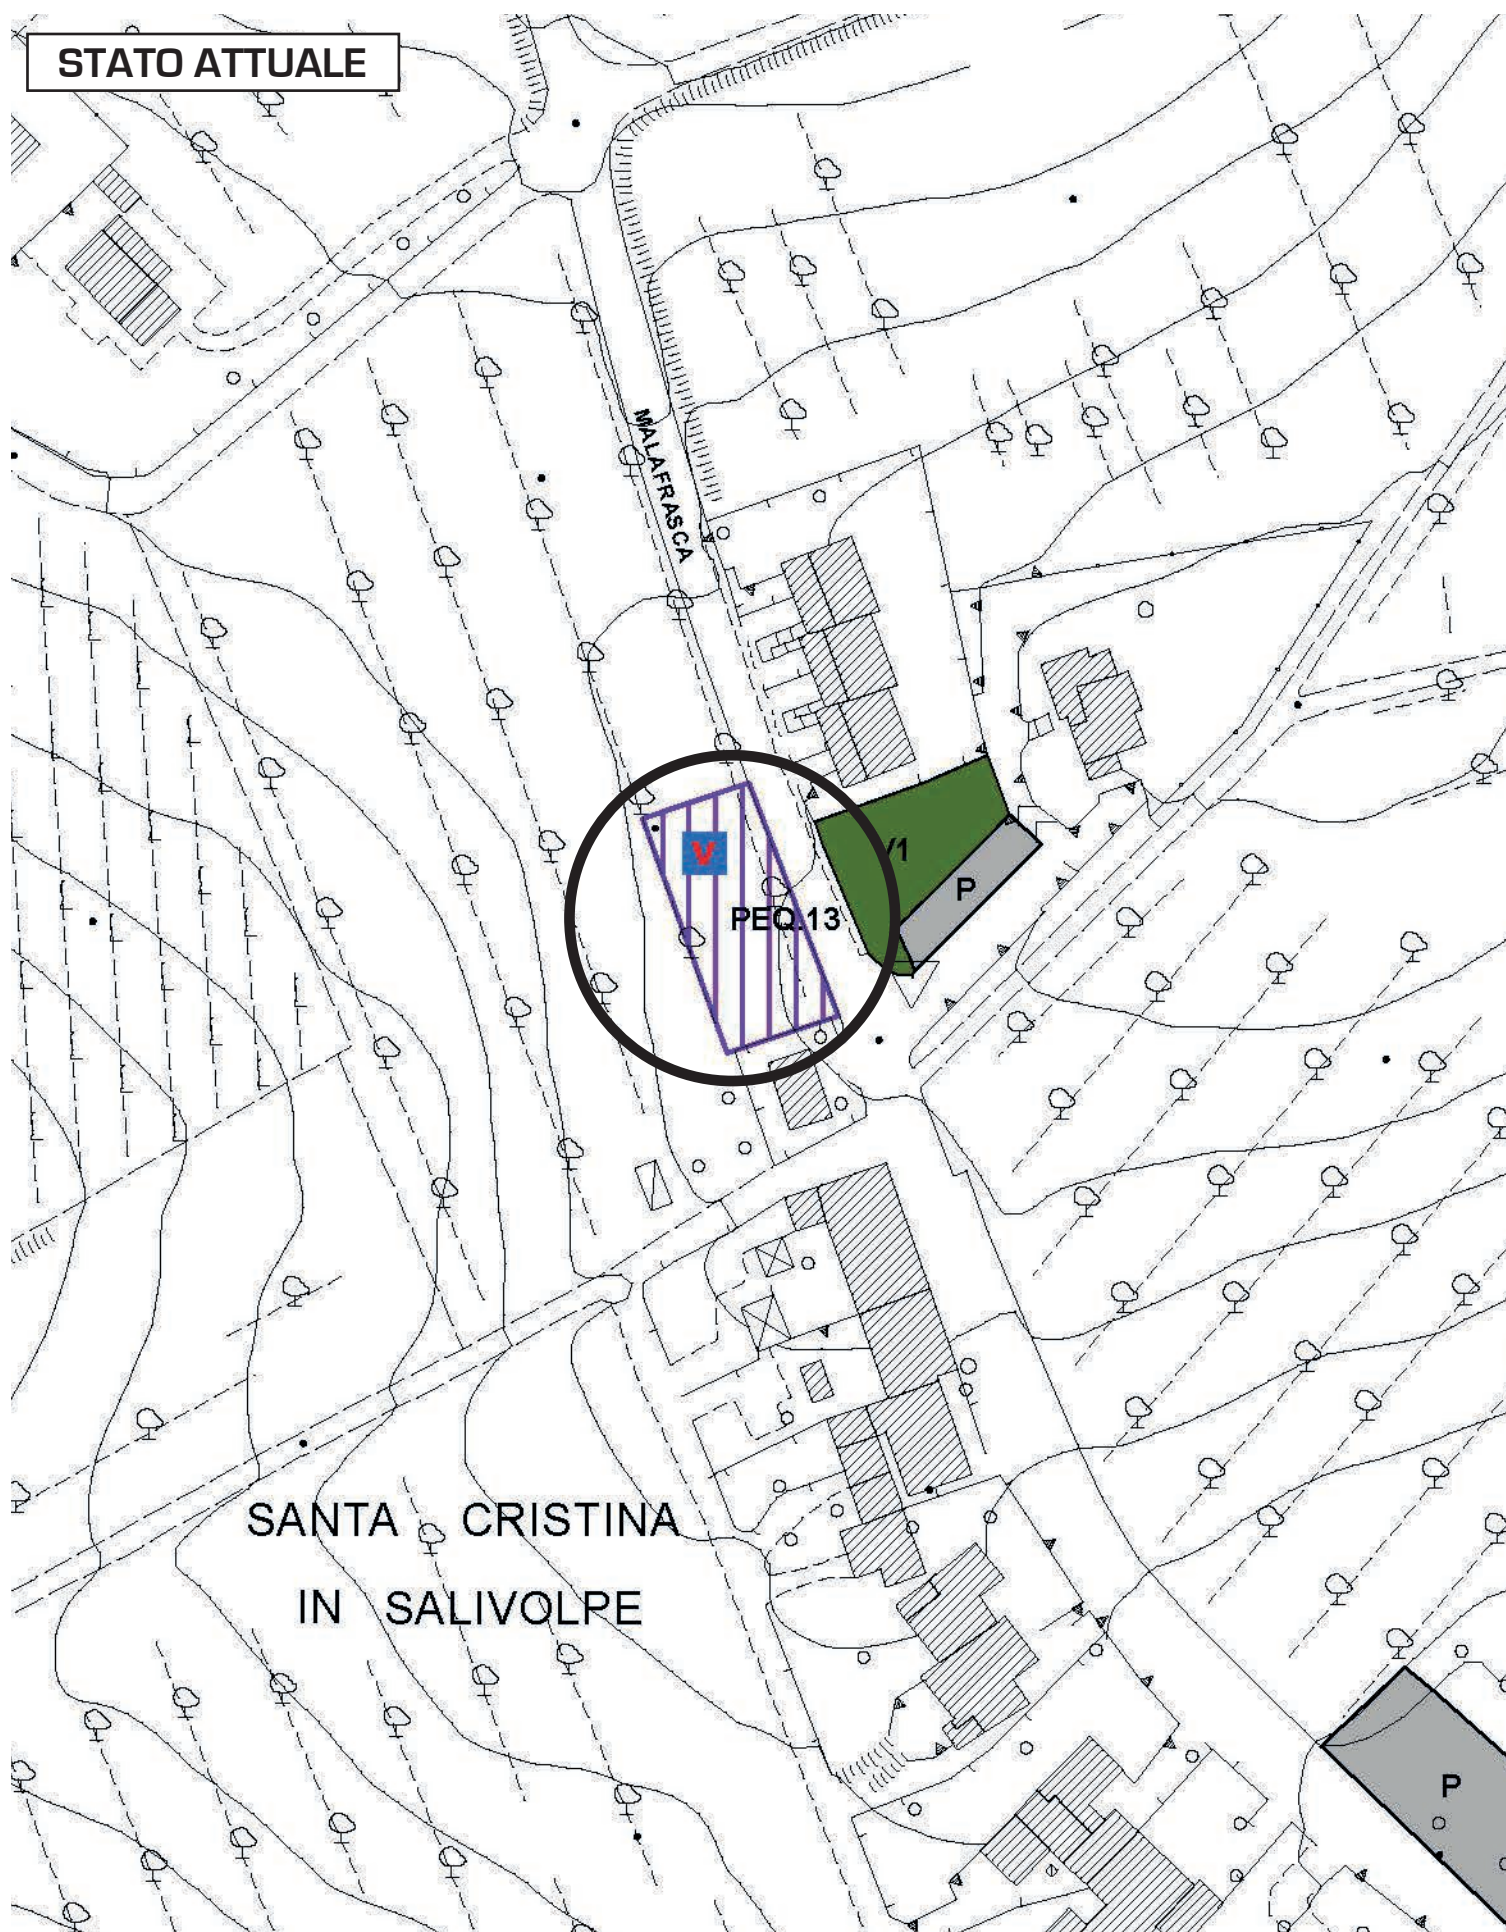 STATO ATTUALE
MALAFRASCA
V
P
PEQ.13
SANTA CRISTINA
IN SALIVOLPE
P